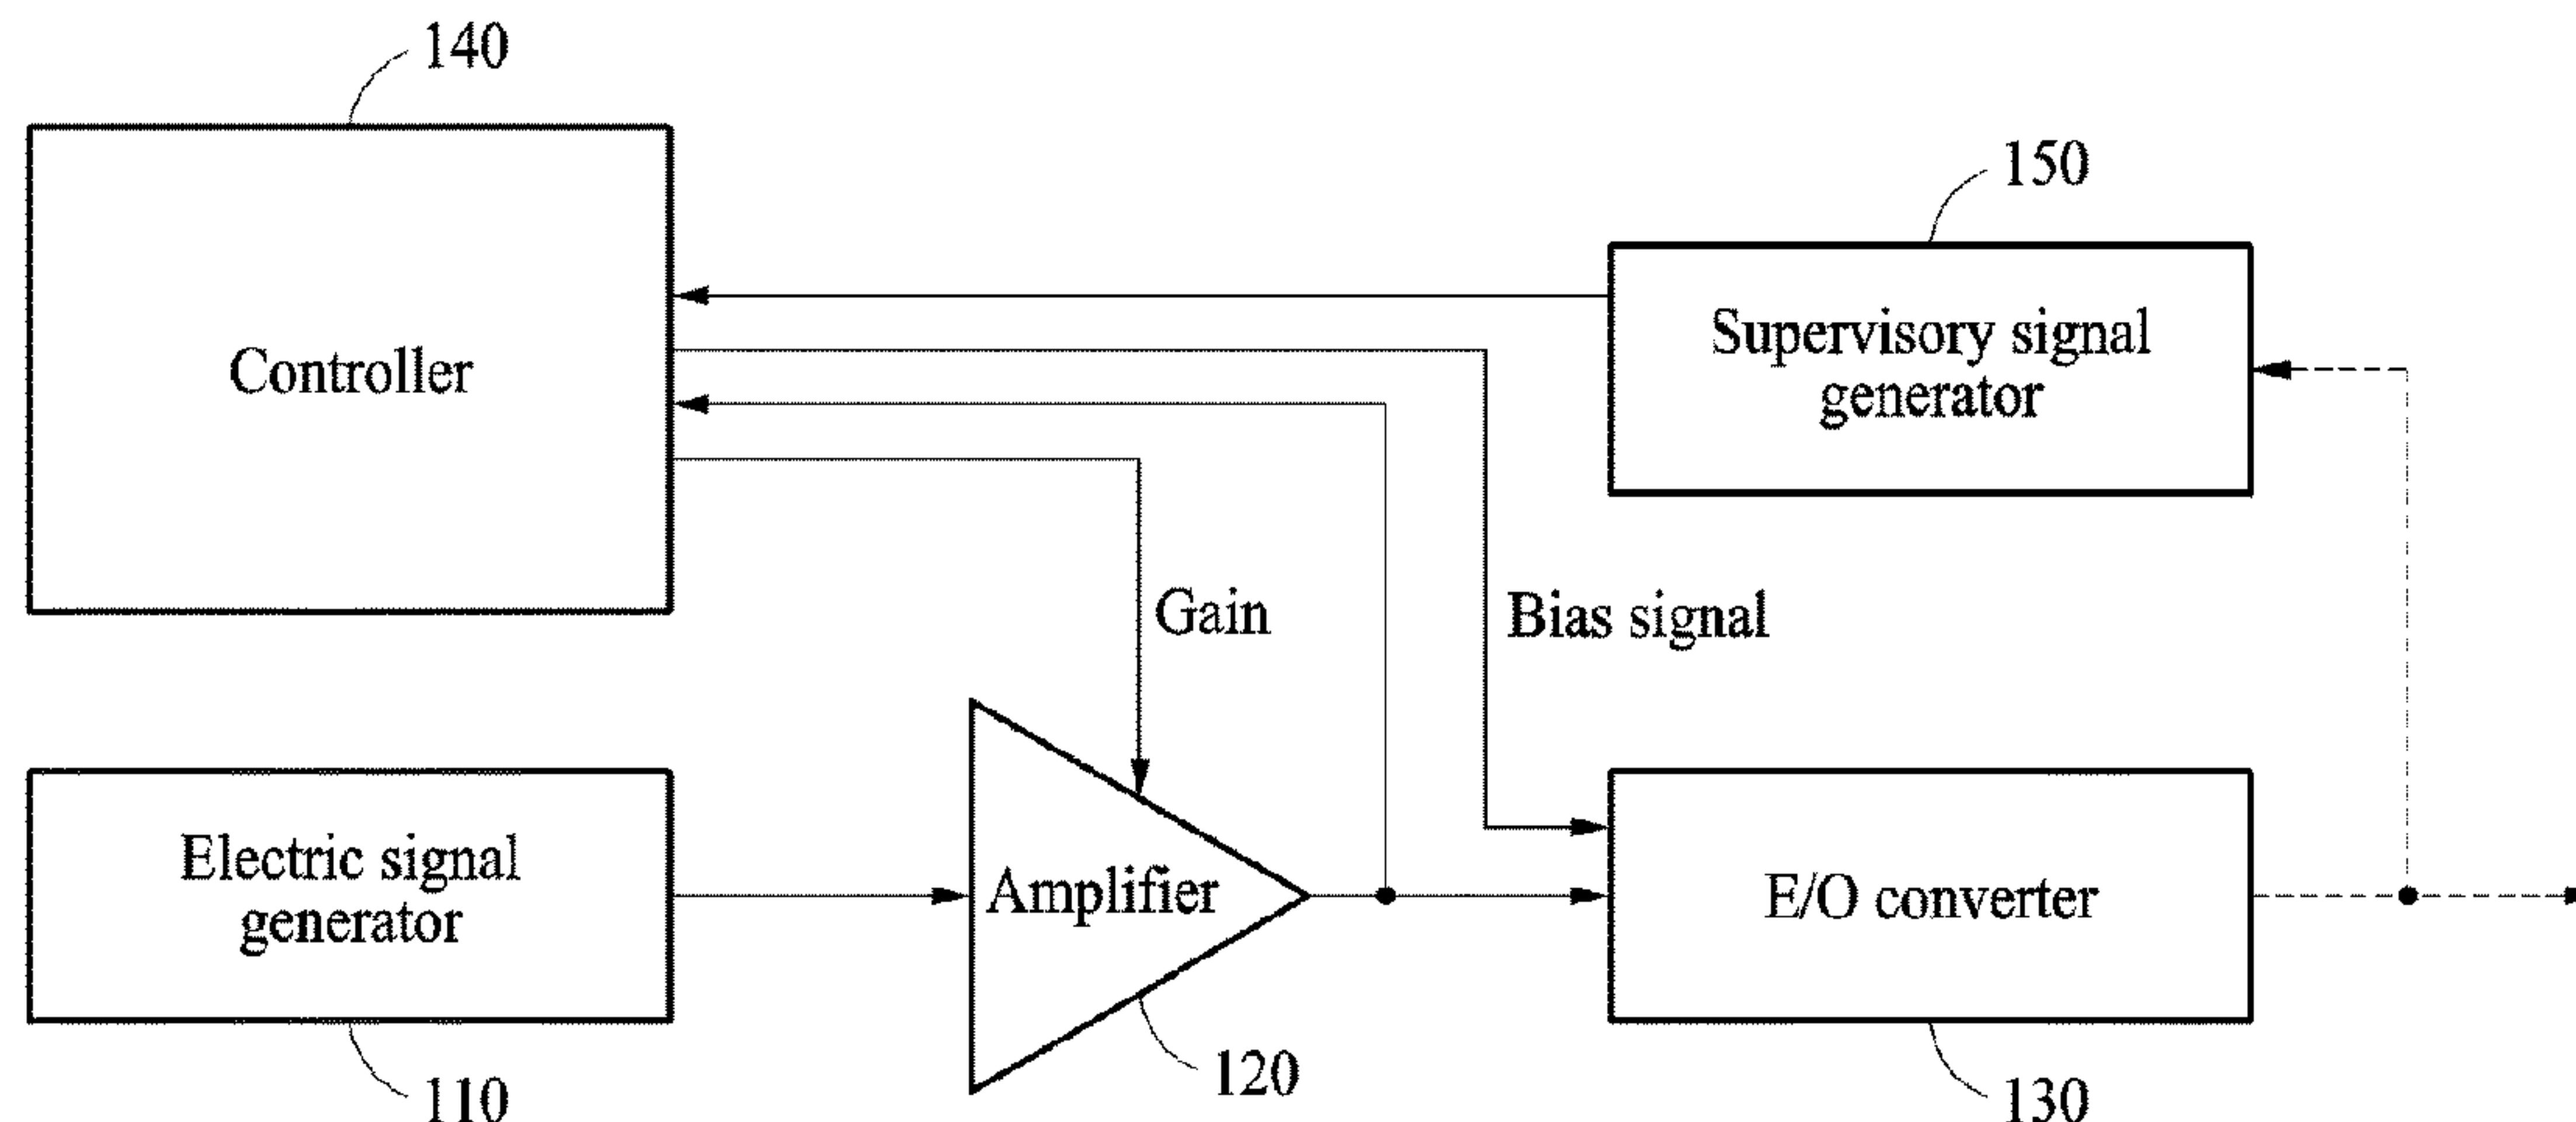 140
150
Controller
Supervisory signal
generator
Gain
Bias signal
Electric signal
generator
Amplifier
E/O converter
110
120
130